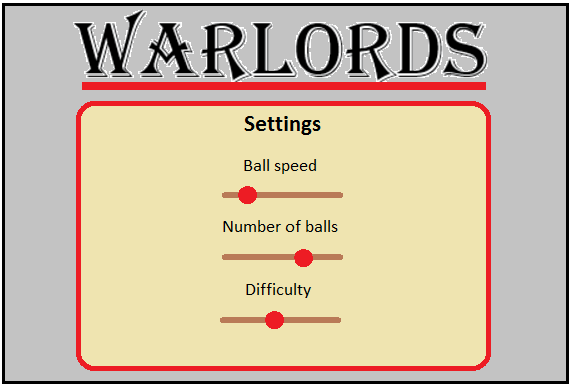 WARLORDS
Settings
Ball speed
Number of balls
Difficulty